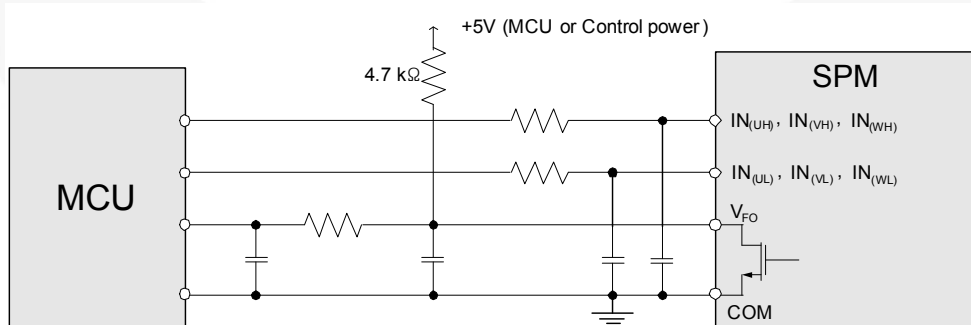 +5V (MCU or Control power)
4.7 kΩ
SPM
IN(UH), IN(VH), IN(WH)
IN(UL), IN(VL), IN(WL)
MCU
VFO
COM